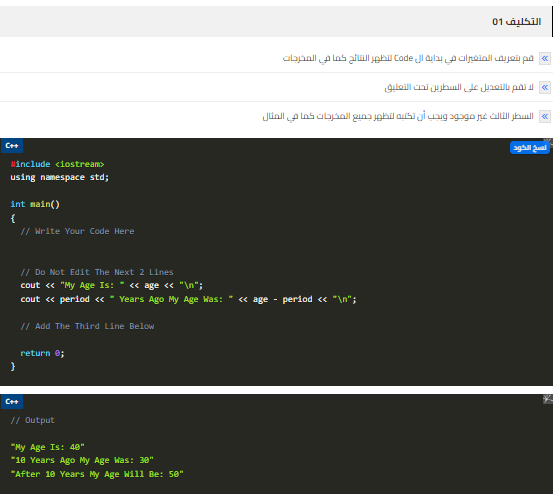 التكليف 01
قم بتعريف المتغيرات في بداية ال Code لتظهر النتائج كما في المخرجات
لا تقم بالتعديل على السطرين تحت التعليق
السطر الثالث غير موجود ويجب أن تكتبه لتظهر جميع المخرجات كما في المثال
C++
نسخ الكود
#include <iostream>
using namespace std;
int main()
{
// Write Your Code Here
// Do Not Edit The Next 2 Lines
cout << "My Age Is: " << age << "\n";
cout << period << " Years Ago My Age Was: " << age - period << "\n";
// Add The Third Line Below
return 0;
}
C++
// Output
"My Age Is: 40"
"10 Years Ago My Age Was: 30"
"After 10 Years My Age Will Be: 50"